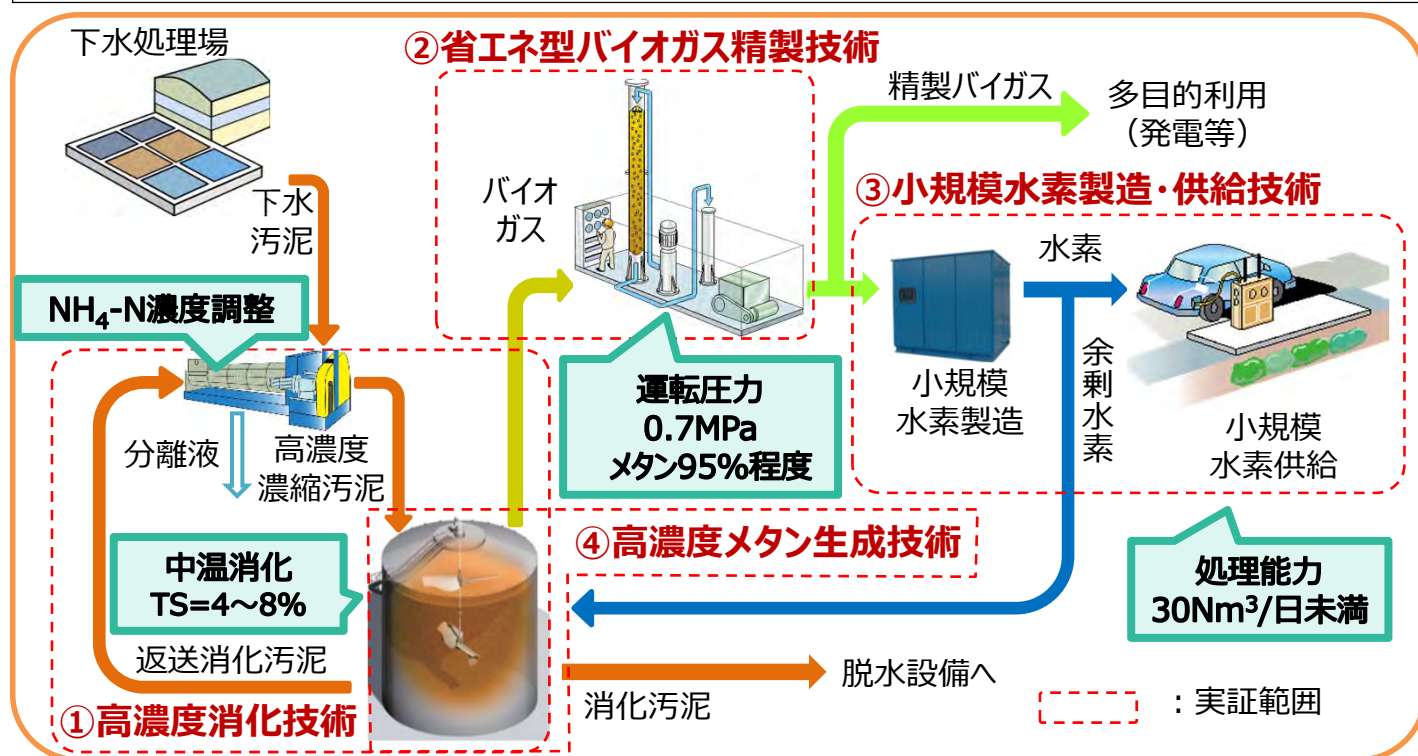 下水処理場
②省エネ型バイオガス精製技術
精製バイガス
多目的利用
（発電等）
下水
汚泥
バイオ
ガス
③小規模水素製造・供給技術
水素
NH4-N濃度調整
余剰水素
小規模
水素製造
小規模
水素供給
運転圧力
0.7MPa
メタン95%程度
分離液
高濃度
濃縮汚泥
④高濃度メタン生成技術
中温消化
TS=4～8%
処理能力
30Nm³/日未満
返送消化汚泥
脱水設備へ
消化汚泥
①高濃度消化技術
：実証範囲